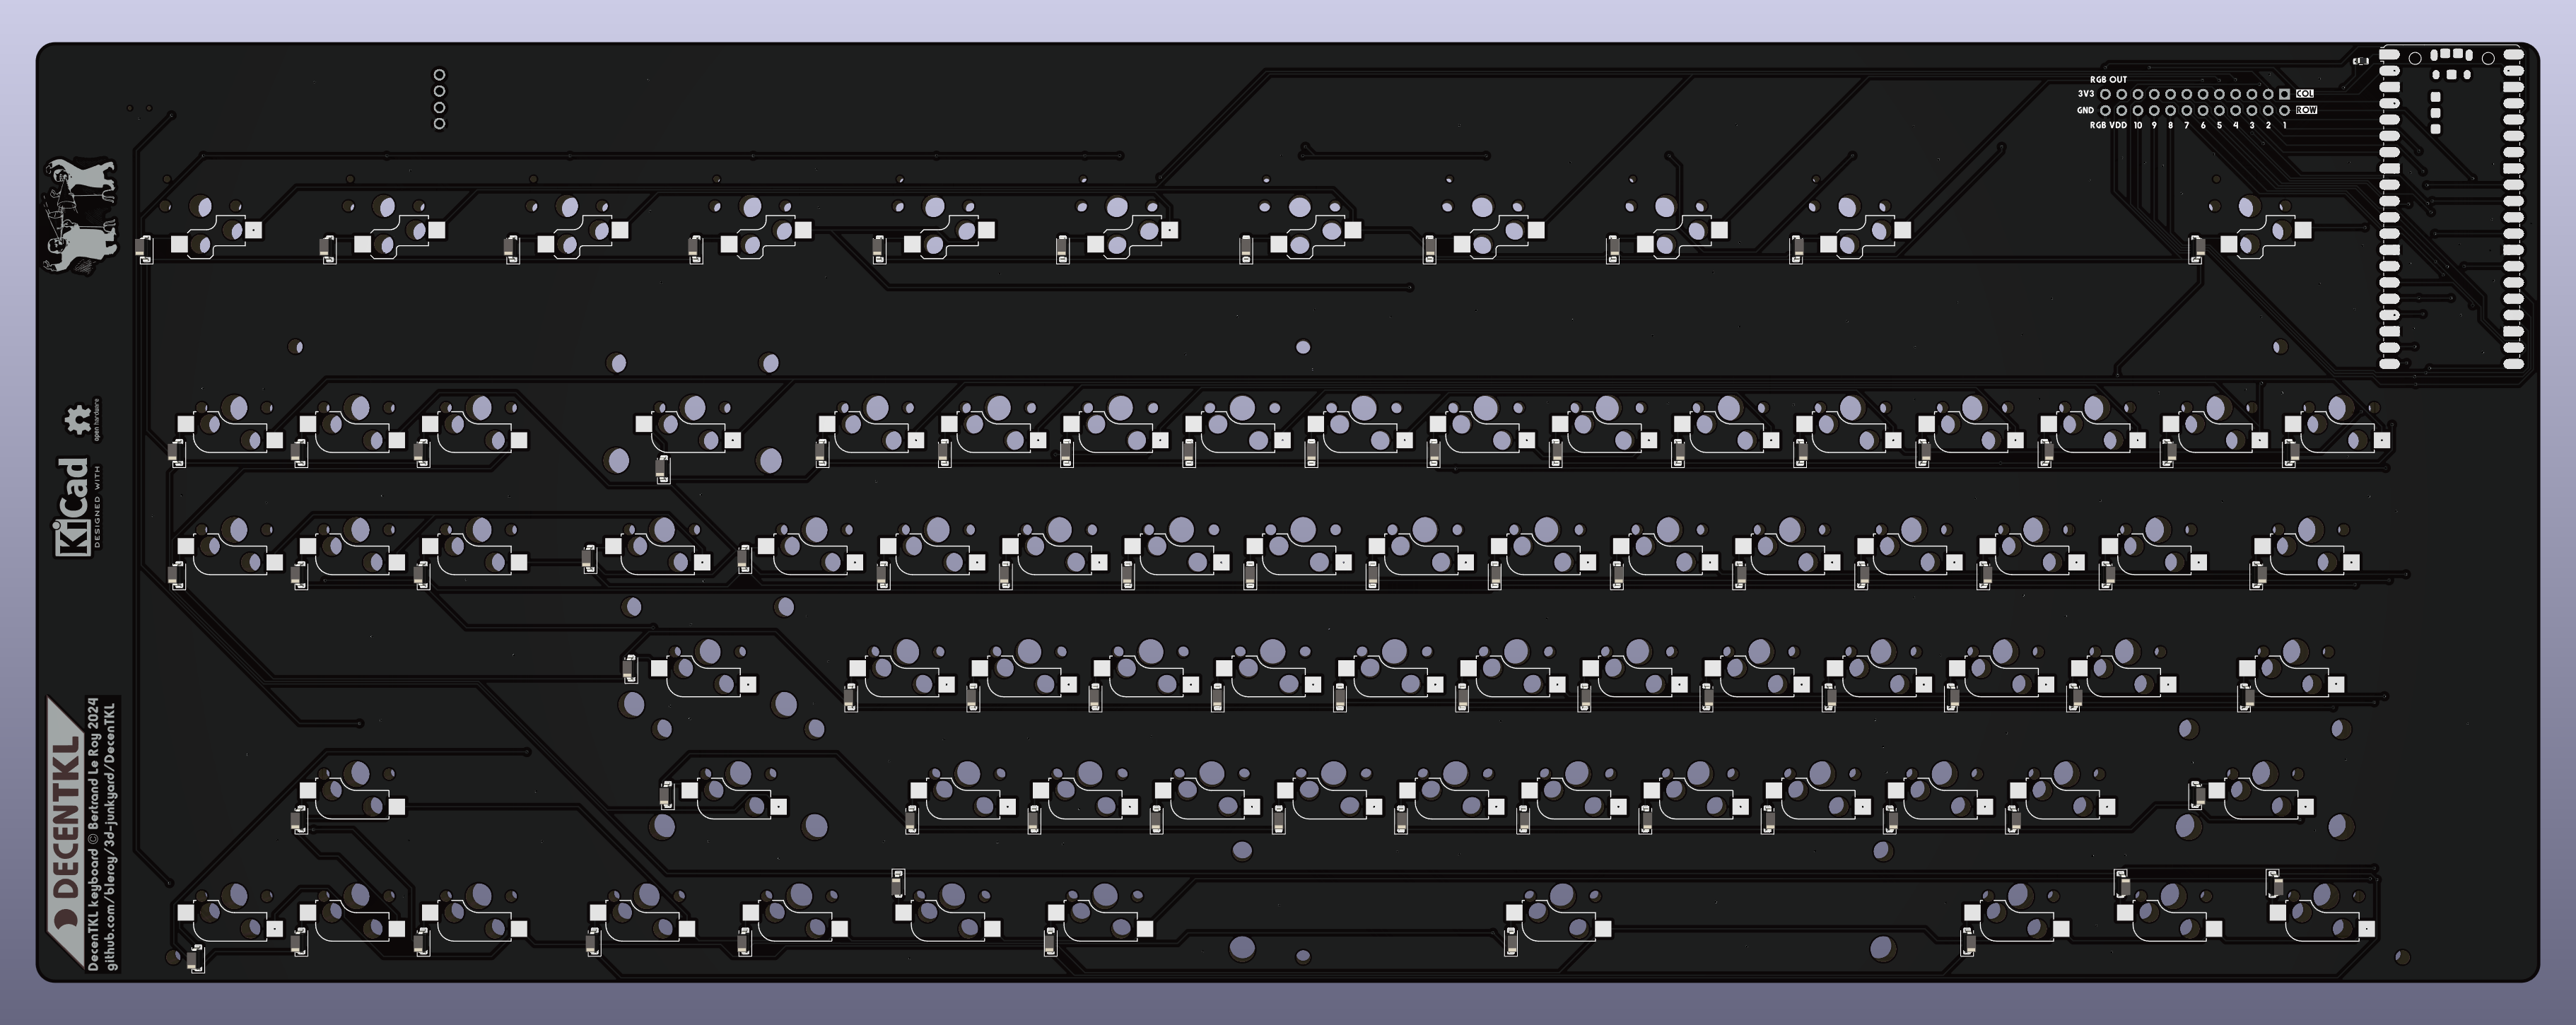 RGB OUT
3V3
COL
GND
ROW
RGB VDD 10 9 8 7 6 5 4 3 2 1
open hardware
KiCad
DESIGNED WITH
DECENTKL
DecenTKL keyboard © Bertrand Le Roy 2024
github.com/bleroy/3d-junkyard/DecenTKL